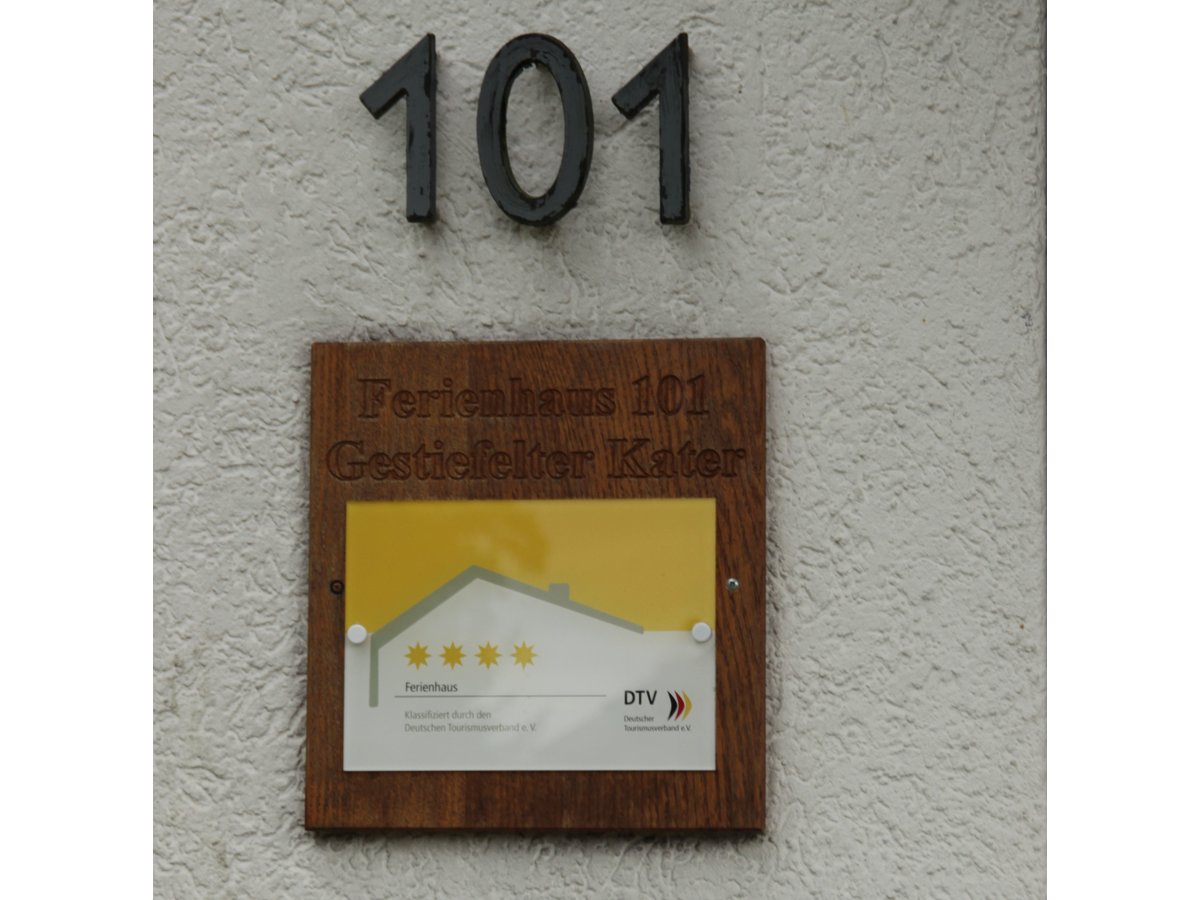 101
Ferienhaus 101
Gestiefelter Kater
Ferienhaus
Klassifiziert durch den
Deutschen Tourismusverband e. V.
DTV
Deutscher
Tourismusverband e.V.